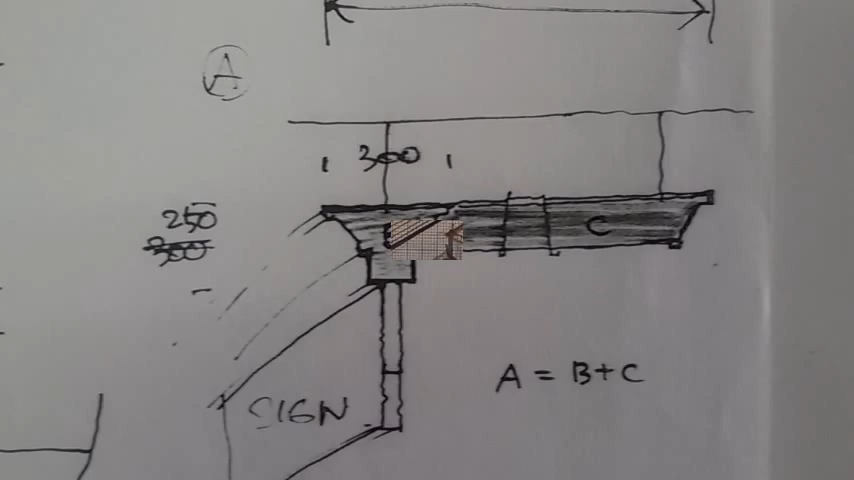 A
300
250
300
C
A = B+C
SIGN